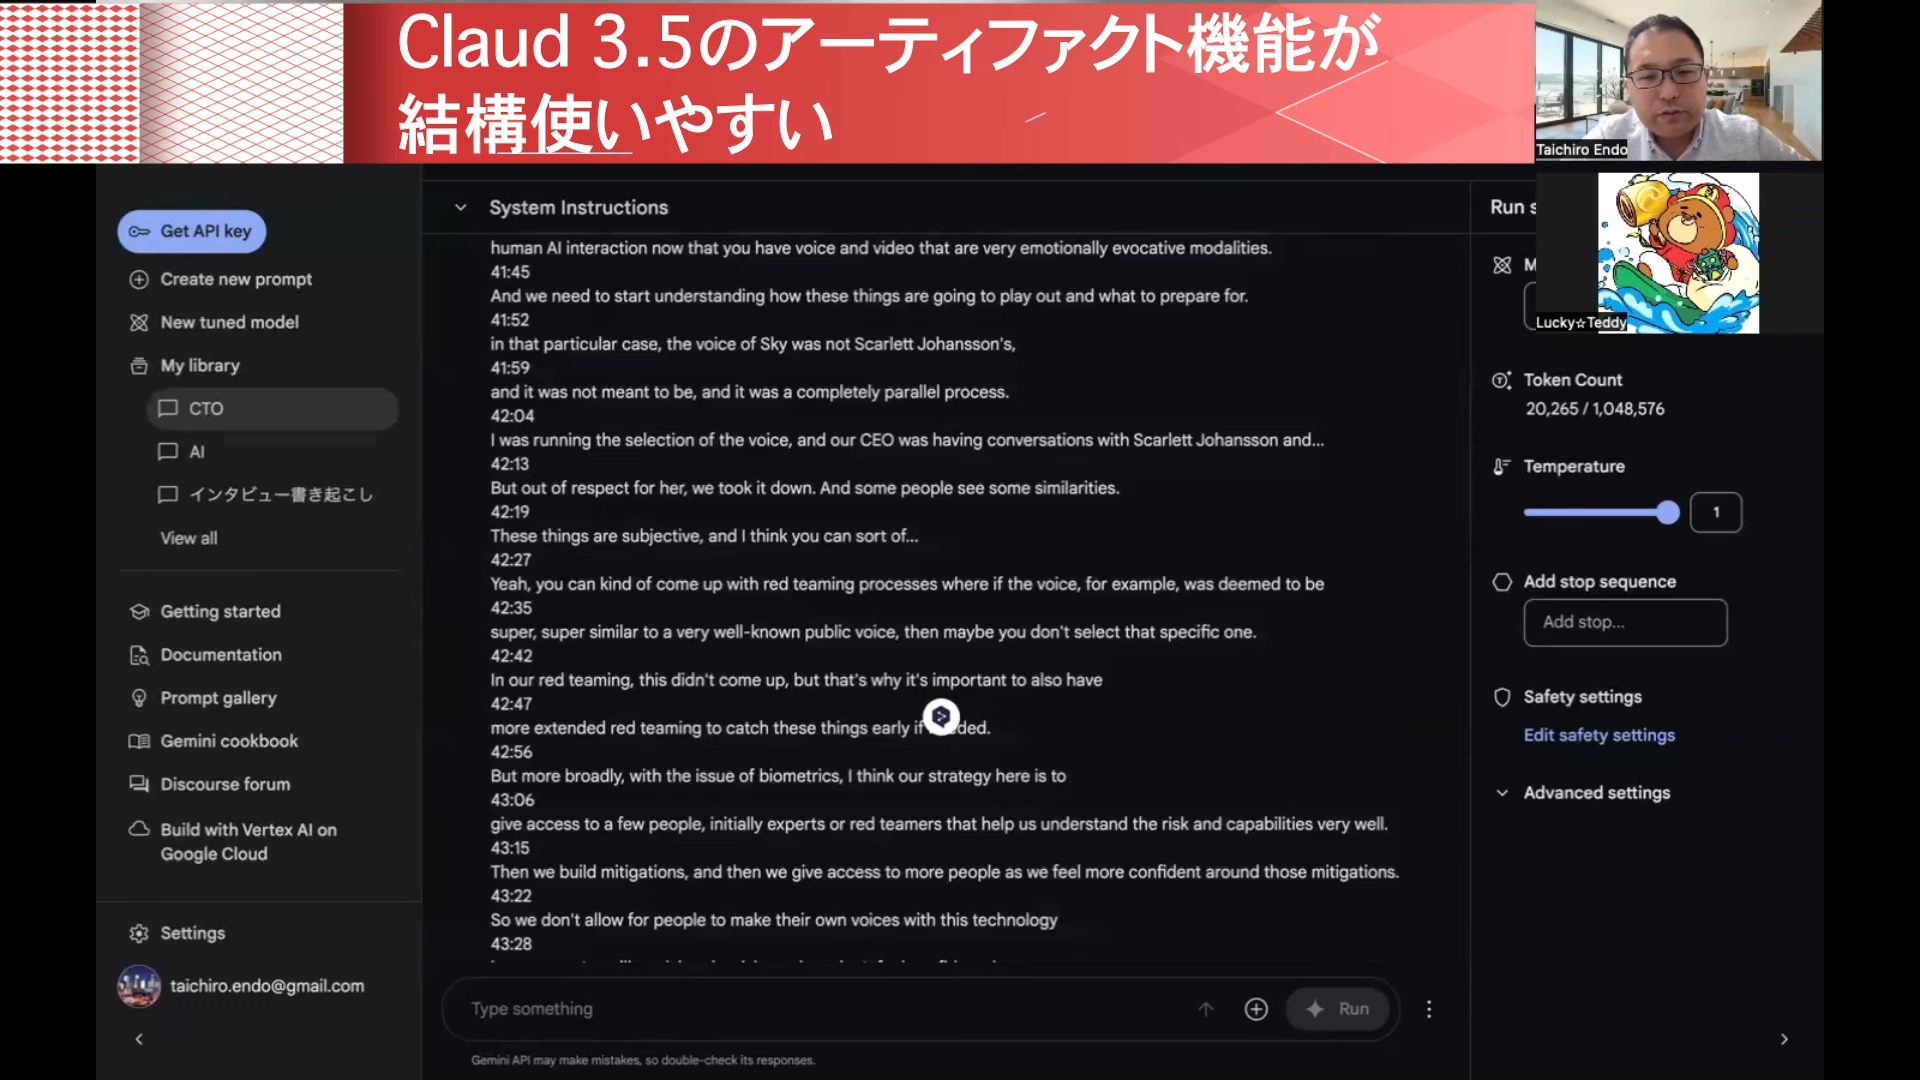 Claud 3.5のアーティファクト機能が
結構使いやすい
Taichiro Endo
Lucky☆Teddy
Get API key
Create new prompt
New tuned model
My library
CTO
AI
インタビュー書き起こし
View all
Getting started
Documentation
Prompt gallery
Gemini cookbook
Discourse forum
Build with Vertex AI on
Google Cloud
Settings
taichiro.endo@gmail.com
System Instructions
human AI interaction now that you have voice and video that are very emotionally evocative modalities.
41:45
And we need to start understanding how these things are going to play out and what to prepare for.
41:52
in that particular case, the voice of Sky was not Scarlett Johansson's,
41:59
and it was not meant to be, and it was a completely parallel process.
42:04
I was running the selection of the voice, and our CEO was having conversations with Scarlett Johansson and...
42:13
But out of respect for her, we took it down. And some people see some similarities.
42:19
These things are subjective, and I think you can sort of...
42:27
Yeah, you can kind of come up with red teaming processes where if the voice, for example, was deemed to be
42:35
super, super similar to a very well-known public voice, then maybe you don't select that specific one.
42:42
In our red teaming, this didn't come up, but that's why it's important to also have
42:47
more extended red teaming to catch these things early if
42:56
But more broadly, with the issue of biometrics, I think our strategy here is to
43:06
give access to a few people, initially experts or red teamers that help us understand the risk and capabilities very well.
43:15
Then we build mitigations, and then we give access to more people as we feel more confident around those mitigations.
43:22
So we don't allow for people to make their own voices with this technology
43:28
Type something
Run
Gemini API may make mistakes, so double-check its responses.
Run s
M
Token Count
20,265 / 1,048,576
Temperature
1
Add stop sequence
Add stop...
Safety settings
Edit safety settings
Advanced settings